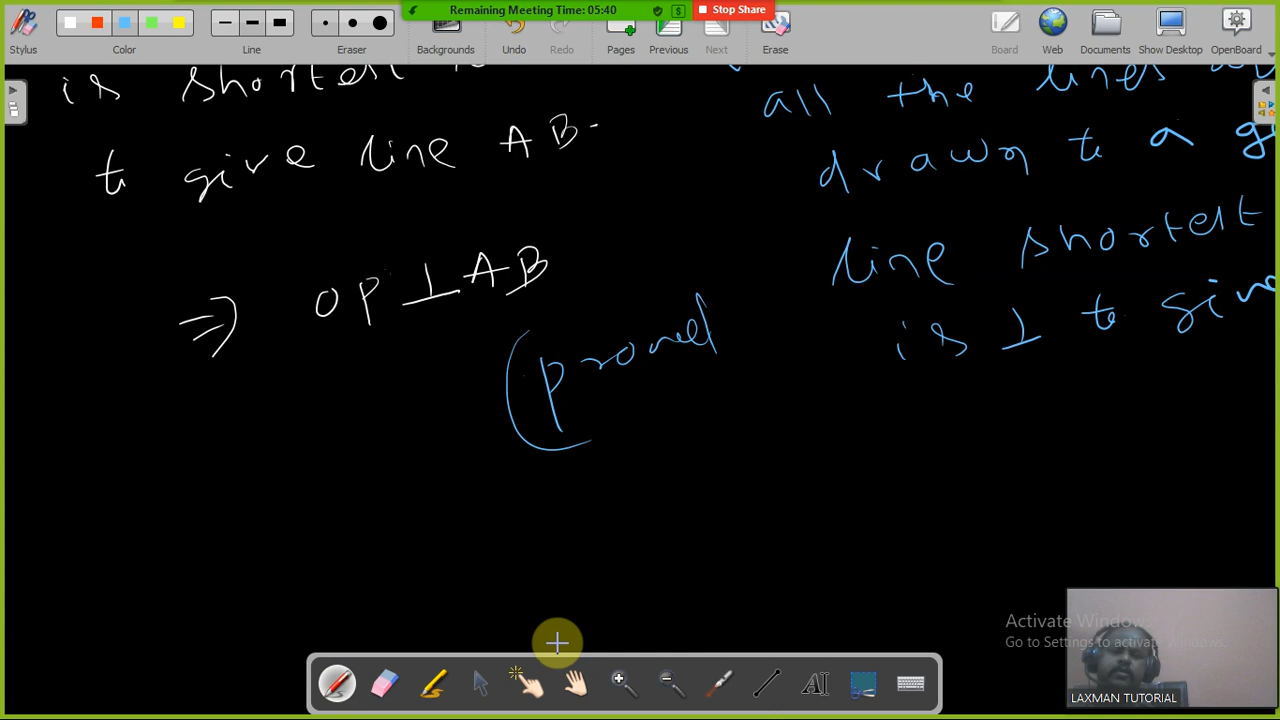 Remaining Meeting Time: 05:40
Stop Share
Stylus
Color
Line
Eraser
Backgrounds
Undo
Redo
Pages
Previous
Next
Erase
Board
Web
Documents
Show Desktop
OpenBoard
is shortest
to give line AB.
⇒ OP ⊥ AB
(proved
all the lines
drawn to a
line shortest
is ⊥ to
Activate Windows
Go to Settings to activate Windows.
LAXMAN TUTORIAL